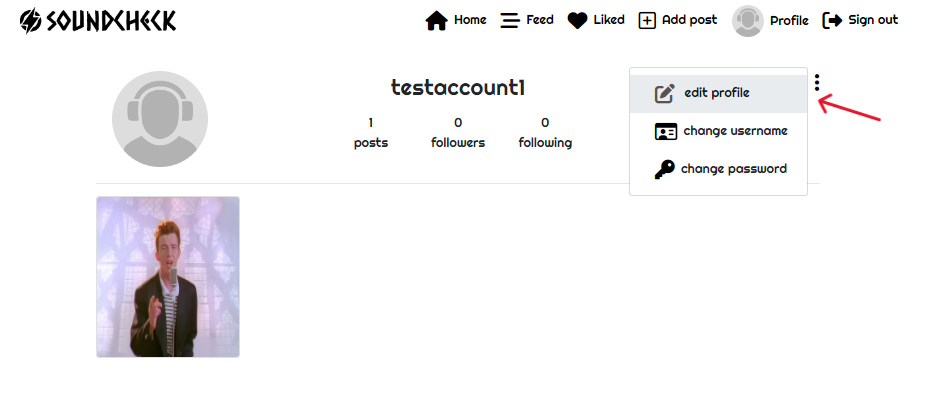 SOUNDCHECK
Home Feed Liked Add post Profile Sign out
testaccount1
1 0 0
posts followers following
edit profile
change username
change password